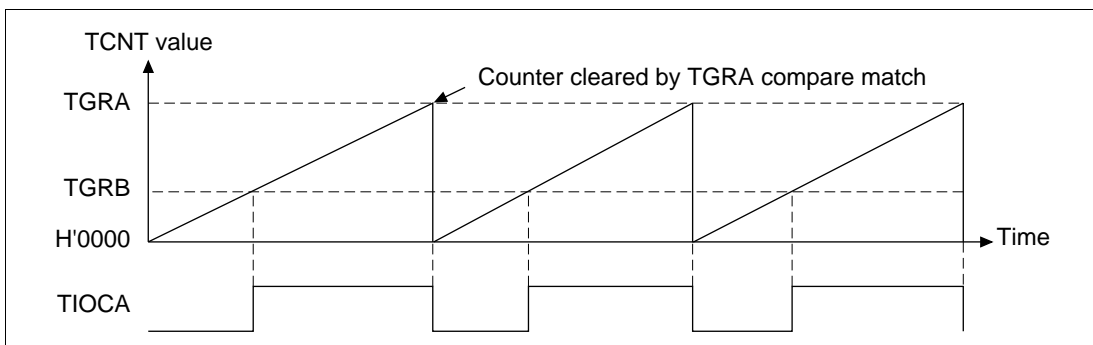 TCNT value
Counter cleared by TGRA compare match
TGRA
TGRB
H'0000
Time
TIOCA